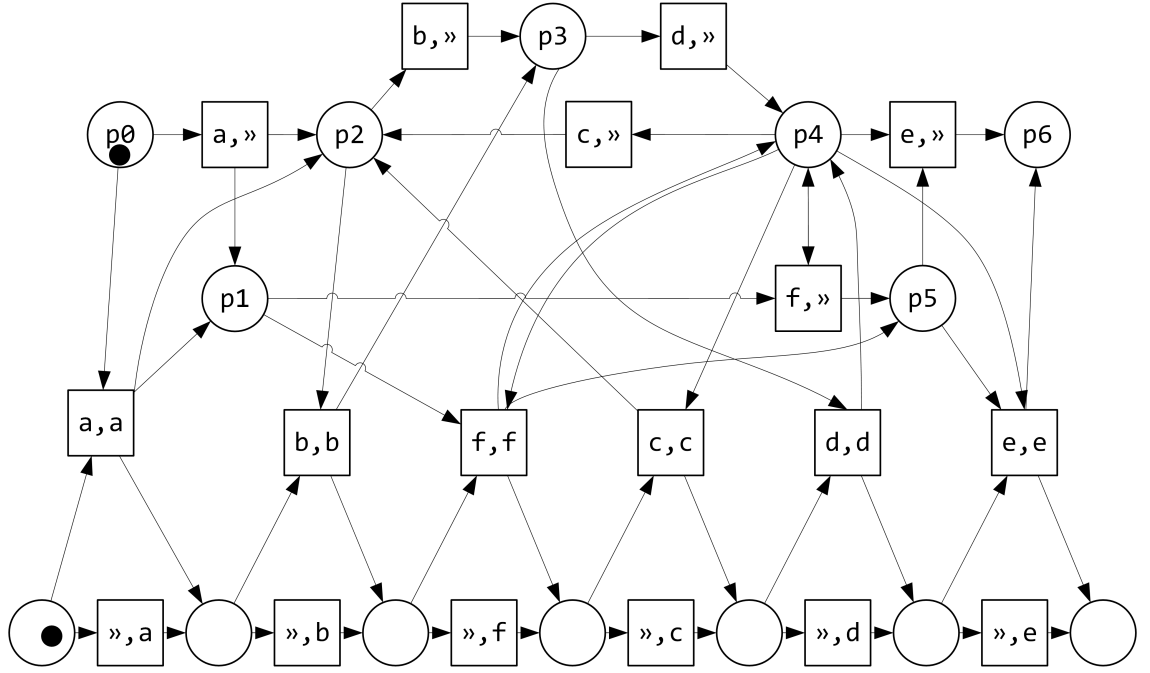 b,»
p3
d,»
p0
a,»
p2
c,»
p4
e,»
p6
p1
f,»
p5
a,a
b,b
f,f
c,c
d,d
e,e
»,a
»,b
»,f
»,c
»,d
»,e